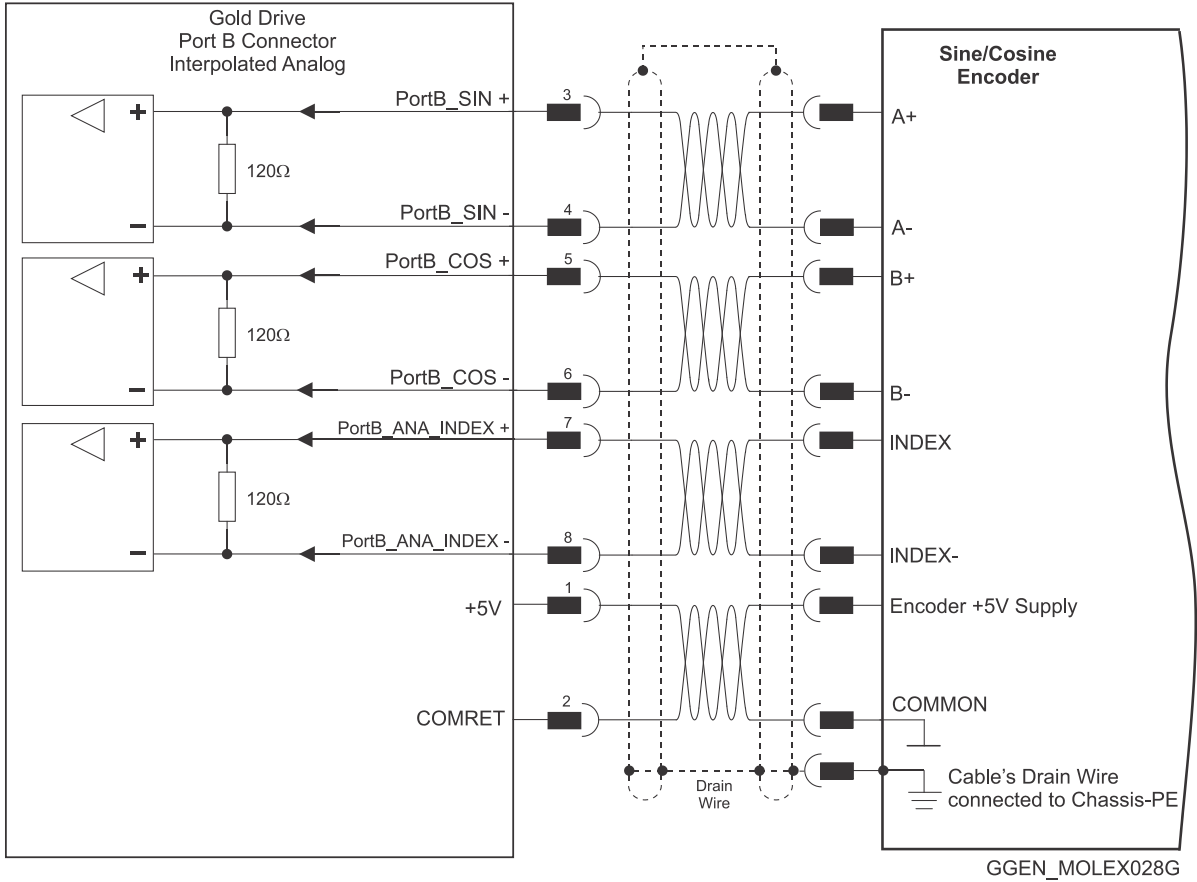 Gold Drive
Port B Connector
Interpolated Analog
Sine/Cosine
Encoder
+
PortB_SIN +
3
A+
120Ω
-
PortB_SIN -
4
A-
+
PortB_COS +
5
B+
120Ω
-
PortB_COS -
6
B-
+
PortB_ANA_INDEX +
7
INDEX
120Ω
-
PortB_ANA_INDEX -
8
INDEX-
+5V
1
Encoder +5V Supply
COMRET
2
COMMON
Drain
Wire
Cable's Drain Wire
connected to Chassis-PE
GGEN_MOLEX028G